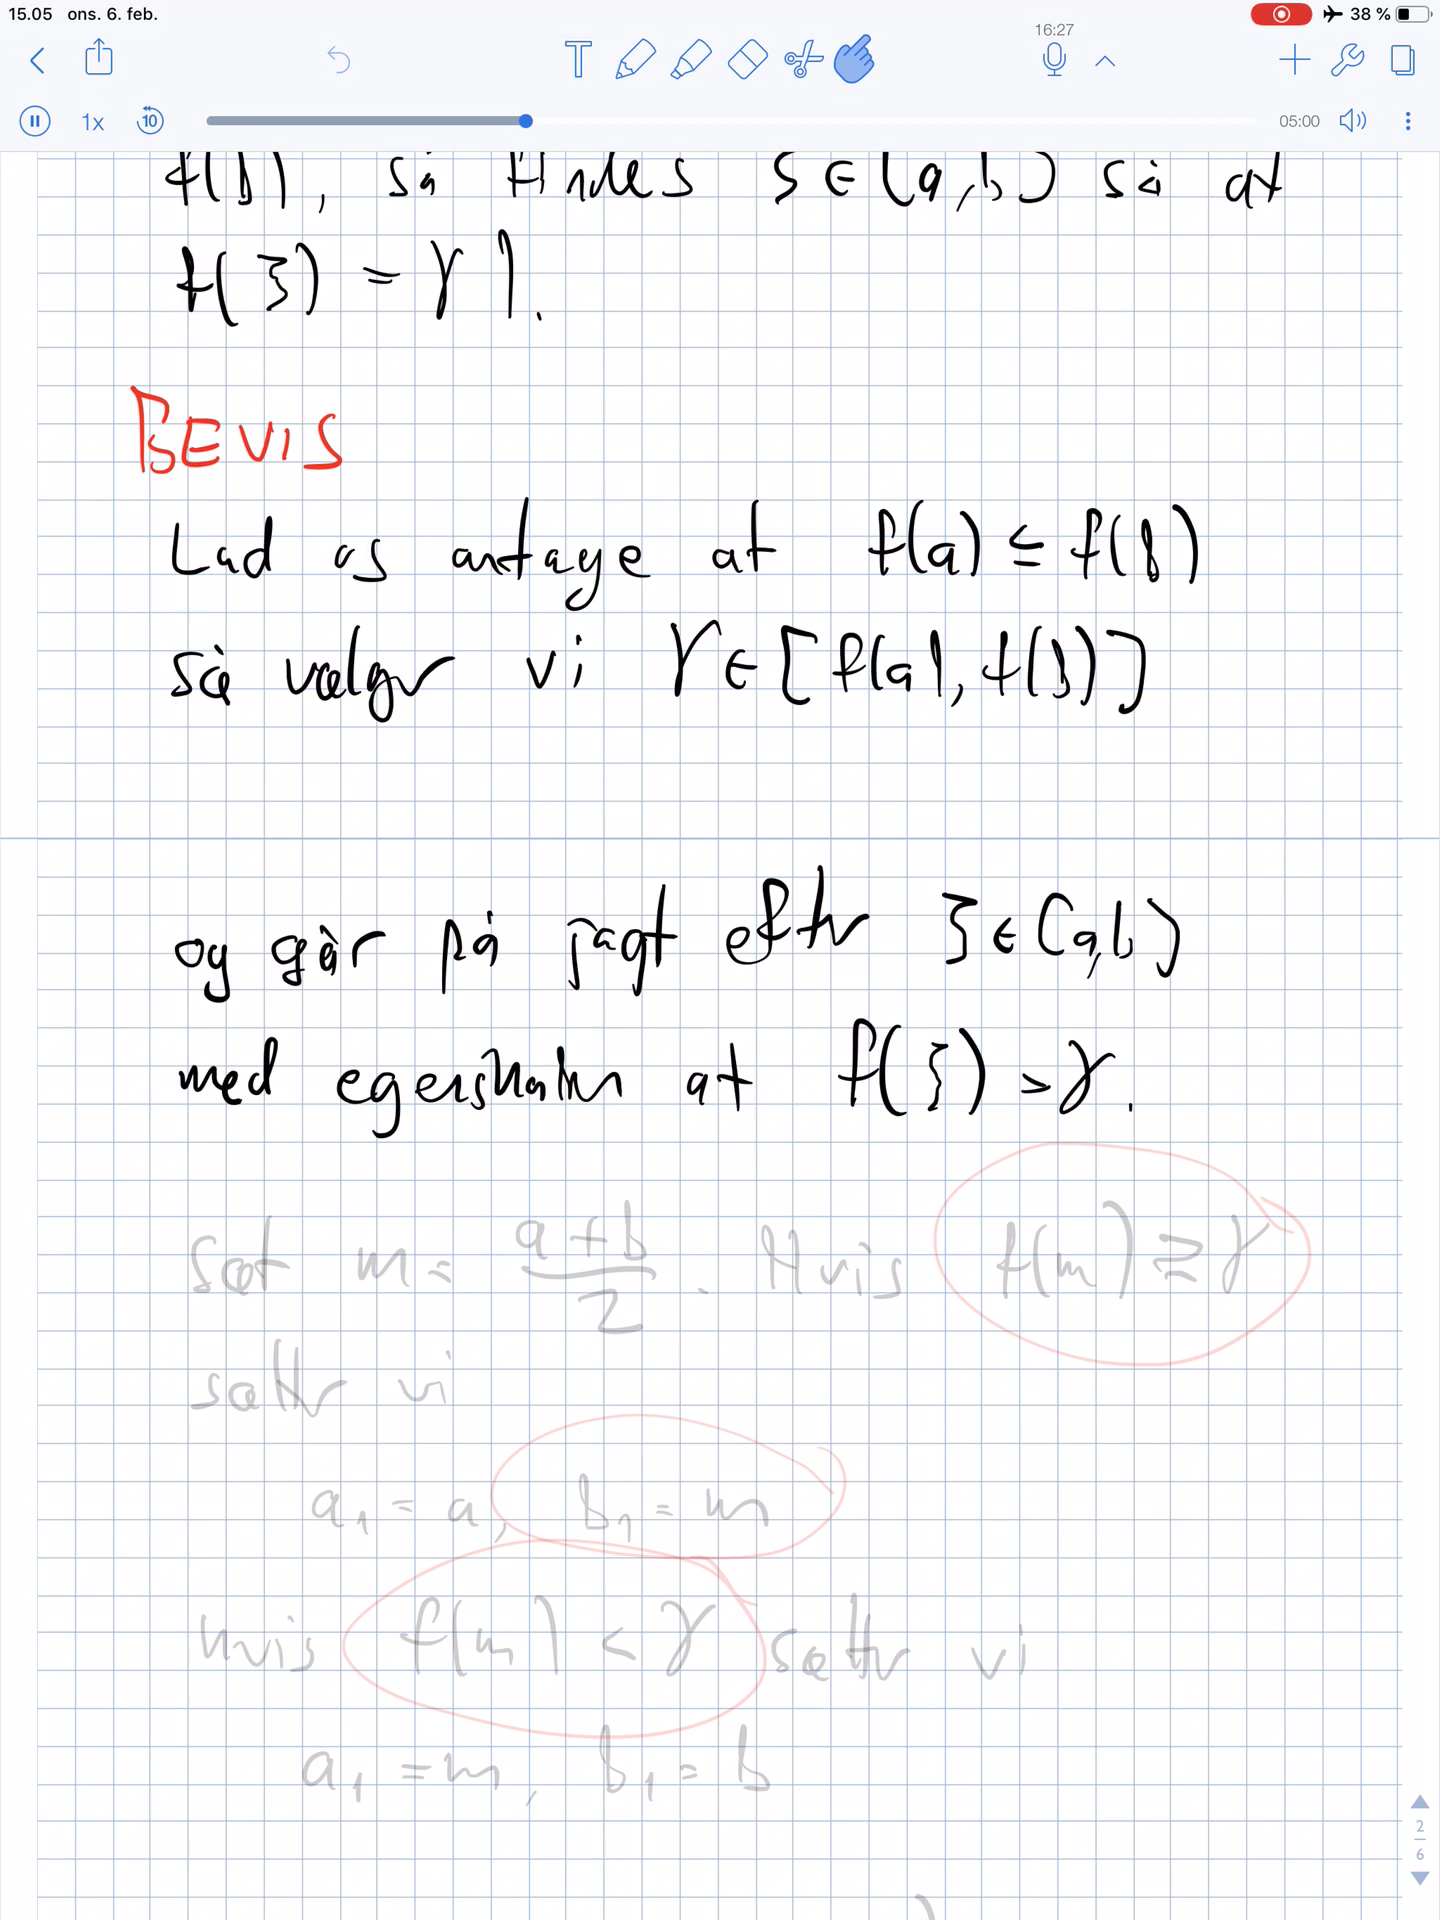 15.05 ons. 6. feb.
38 %
16:27
T
1x
10
05:00
f(b), så findes ξ ∈ [a,b] så at
f(ξ) = γ ].
BEVIS
Lad os antage at f(a) ≤ f(b)
så vælger vi γ ∈ [f(a), f(b)]
og går på jagt efter ξ ∈ [a,b]
med egenskaben at f(ξ) = γ.
Sæt m = (a+b)/2. Hvis f(m) ≥ γ
sætter vi
a₁ = a, b₁ = m
hvis f(m) < γ sætter vi
a₁ = m, b₁ = b
2
6